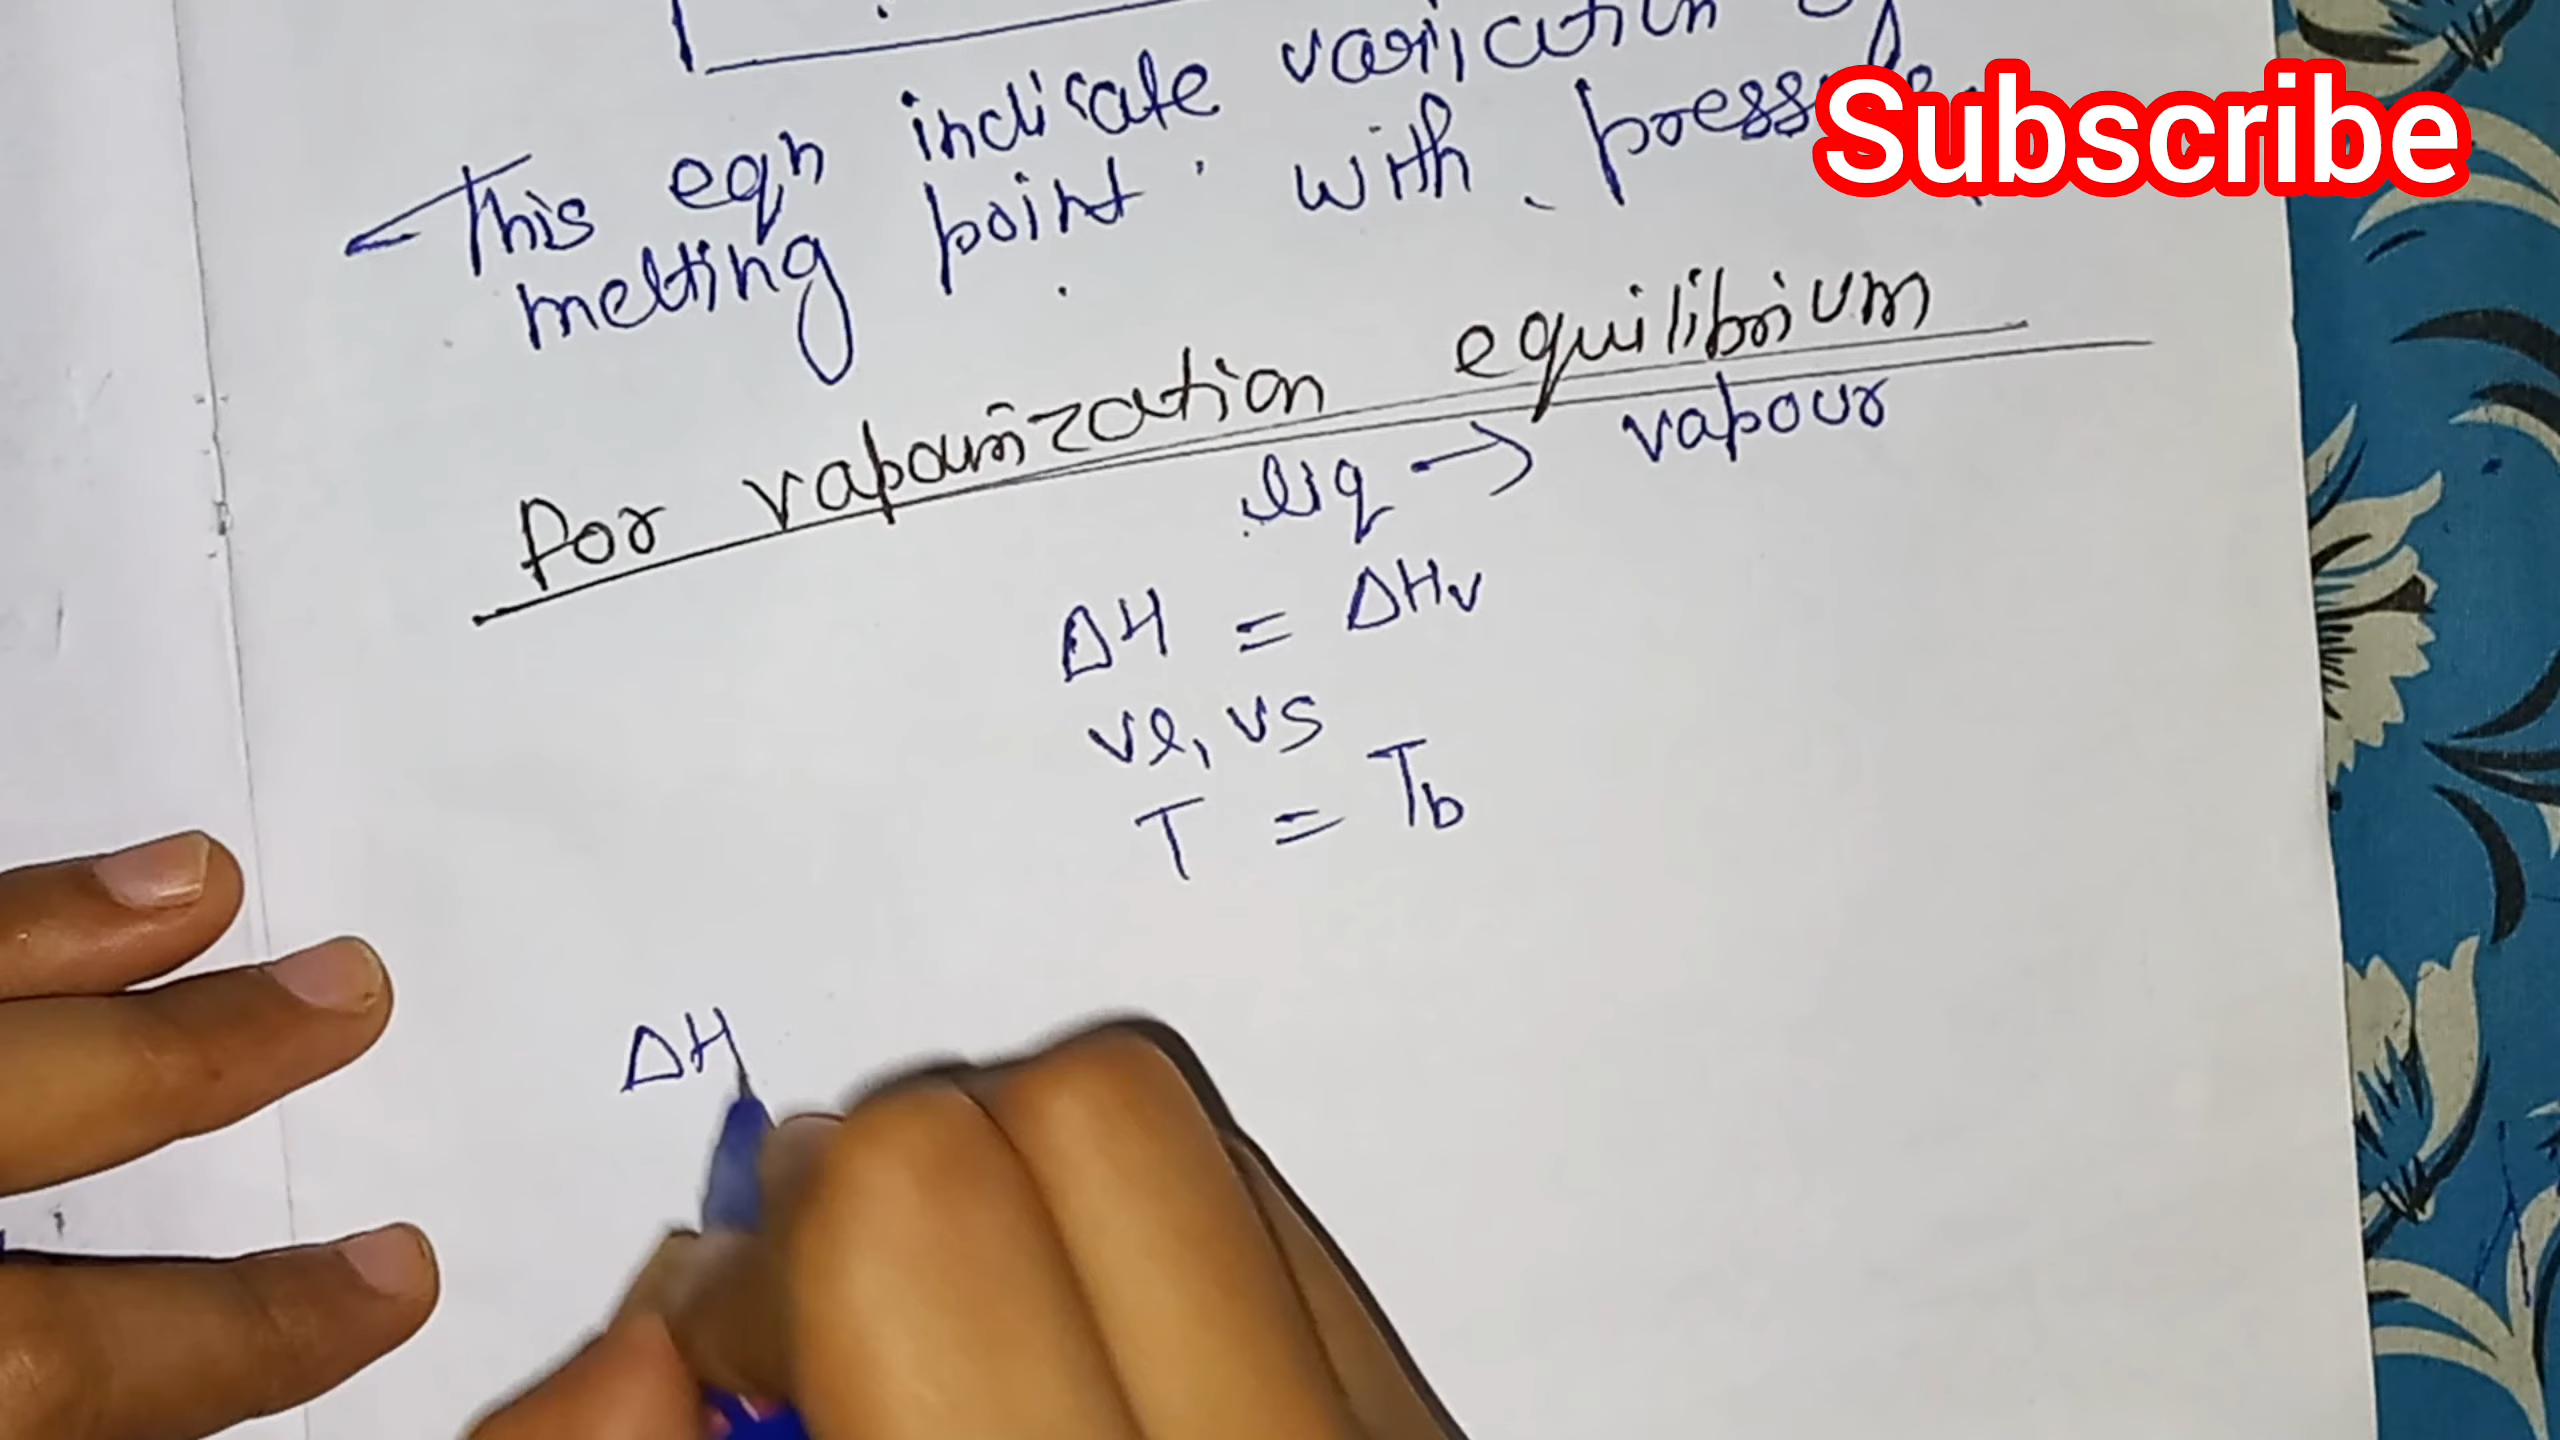 Subscribe
This eqn indicate variation of
melting point with pressure
For vapourization equilibrium
liq → vapour
ΔH = ΔHv
vl, vs
T = Tb
ΔH